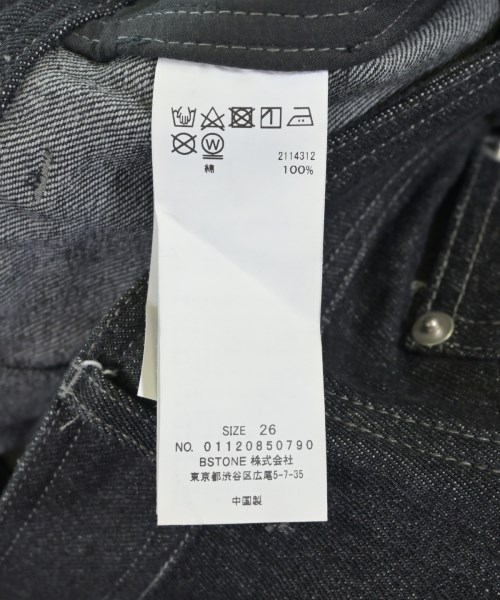 2114312
綿 100%
SIZE 26
NO. 01120850790
BSTONE 株式会社
東京都渋谷区広尾5-7-35
中国製